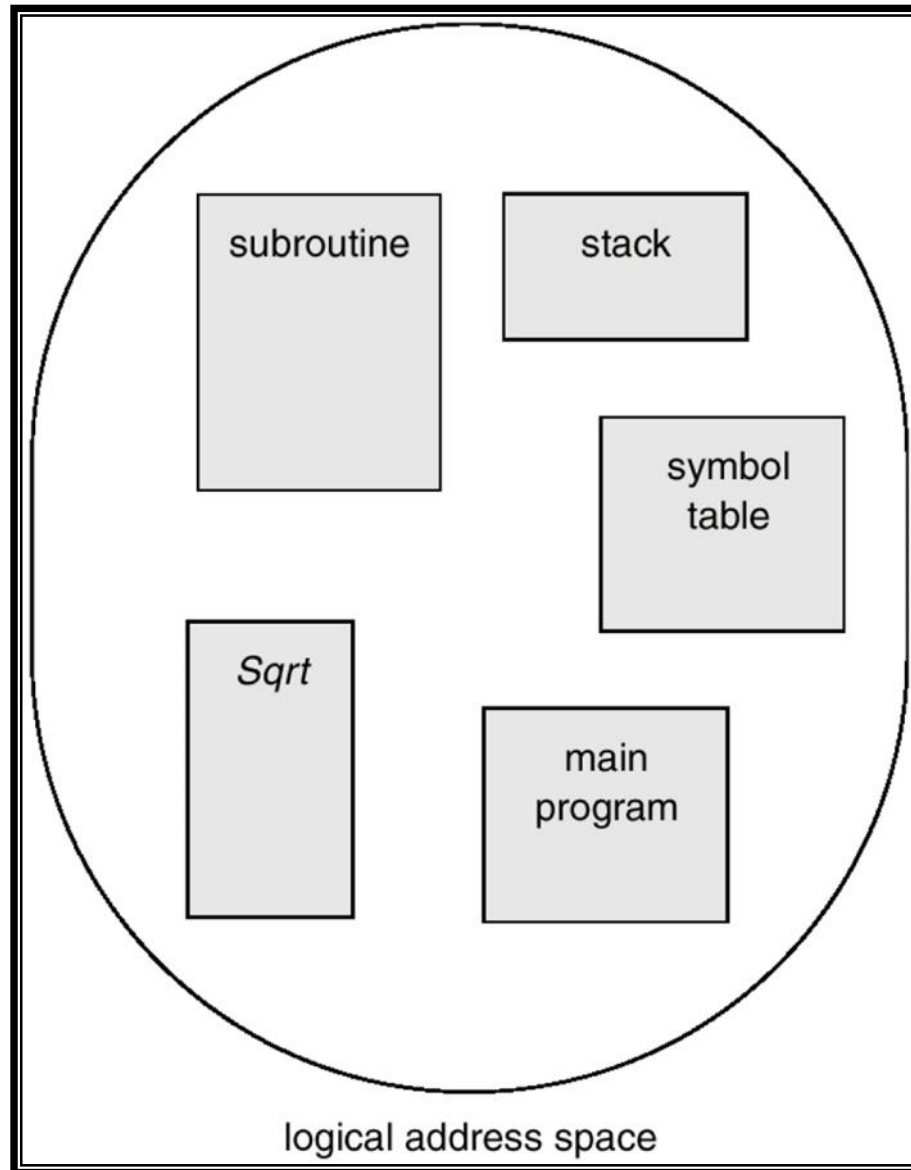 subroutine
stack
symbol
table
Sqrt
main
program
logical address space